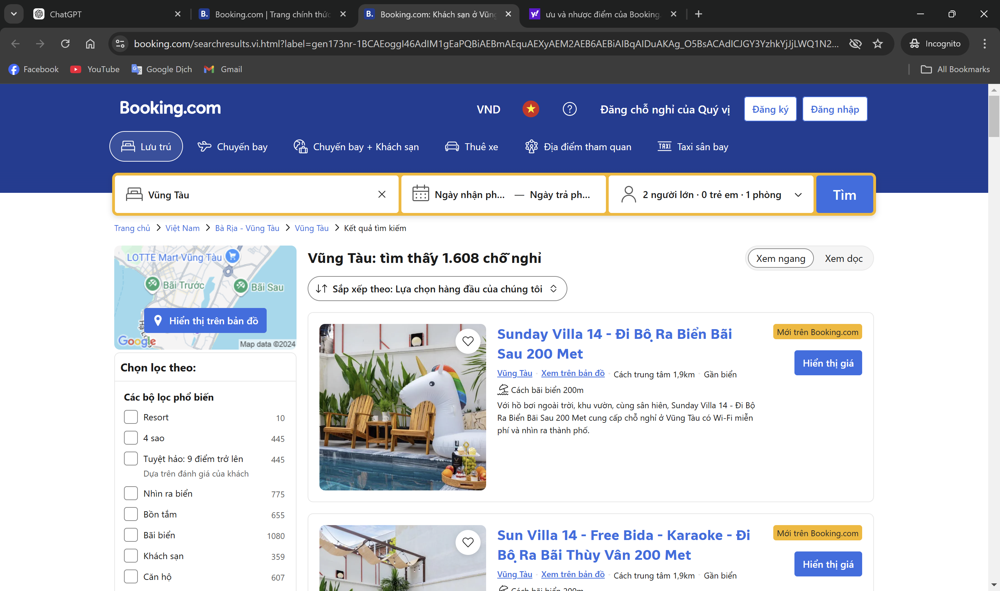 ChatGPT
Booking.com | Trang chính thức
Booking.com: Khách sạn ở Vũng
ưu và nhược điểm của Booking.
booking.com/searchresults.vi.html?label=gen173nr-1BCAEoggI46AdIM1gEaPQBiAEBmAEquAEXyAEM2AEB6AEBiAIBqAIDuAKAg_O5BsACAdICJGY3YzhkYjJjLWQ1N2...
Incognito
Facebook
YouTube
Google Dịch
Gmail
All Bookmarks
Booking.com
VND
Đăng chỗ nghỉ của Quý vị
Đăng ký
Đăng nhập
Lưu trú
Chuyến bay
Chuyến bay + Khách sạn
Thuê xe
Địa điểm tham quan
TAXI
Taxi sân bay
Vũng Tàu
Ngày nhận ph... — Ngày trả ph...
2 người lớn · 0 trẻ em · 1 phòng
Tìm
Trang chủ > Việt Nam > Bà Rịa - Vũng Tàu > Vũng Tàu > Kết quả tìm kiếm
LOTTE Mart Vũng Tàu
Bãi Trước
Bãi Sau
Hiển thị trên bản đồ
Google
Map data ©2024
Vũng Tàu: tìm thấy 1.608 chỗ nghỉ
Xem ngang
Xem dọc
Sắp xếp theo: Lựa chọn hàng đầu của chúng tôi
Chọn lọc theo:
Các bộ lọc phổ biến
Resort 10
4 sao 445
Tuyệt hảo: 9 điểm trở lên 445
Dựa trên đánh giá của khách
Nhìn ra biển 775
Bồn tắm 655
Bãi biển 1080
Khách sạn 359
Căn hộ 607
Sunday Villa 14 - Đi Bộ Ra Biển Bãi
Sau 200 Met
Mới trên Booking.com
Hiển thị giá
Vũng Tàu · Xem trên bản đồ · Cách trung tâm 1,9km · Gần biển
Cách bãi biển 200m
Với hồ bơi ngoài trời, khu vườn, cùng sân hiên, Sunday Villa 14 - Đi Bộ
Ra Biển Bãi Sau 200 Met cung cấp chỗ nghỉ ở Vũng Tàu có Wi-Fi miễn
phí và nhìn ra thành phố.
Sun Villa 14 - Free Bida - Karaoke - Đi
Bộ Ra Bãi Thùy Vân 200 Met
Mới trên Booking.com
Hiển thị giá
Vũng Tàu · Xem trên bản đồ · Cách trung tâm 1,9km · Gần biển
Cách bãi biển 200m